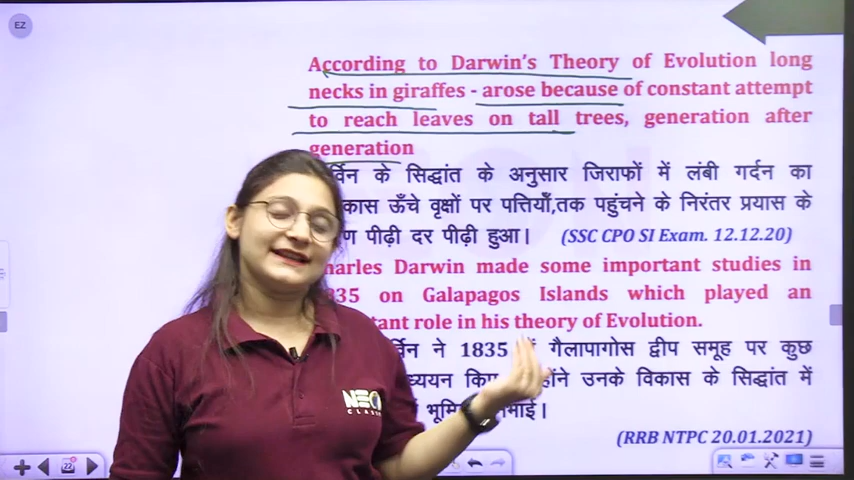 EZ
According to Darwin's Theory of Evolution long
necks in giraffes - arose because of constant attempt
to reach leaves on tall trees, generation after
generation
के सिद्धांत के अनुसार जिराफों में लंबी गर्दन का
ऊँचे वृक्षों पर पत्तियों,तक पहुंचने के निरंतर प्रयास के
पीढ़ी दर पीढ़ी हुआ। (SSC CPO SI Exam. 12.12.20)
Darwin made some important studies in
on Galapagos Islands which played an
role in his theory of Evolution.
ने 1835 गैलापागोस द्वीप समूह पर कुछ
उनके विकास के सिद्धांत में
(RRB NTPC 20.01.2021)
NEON
CLASSES
22